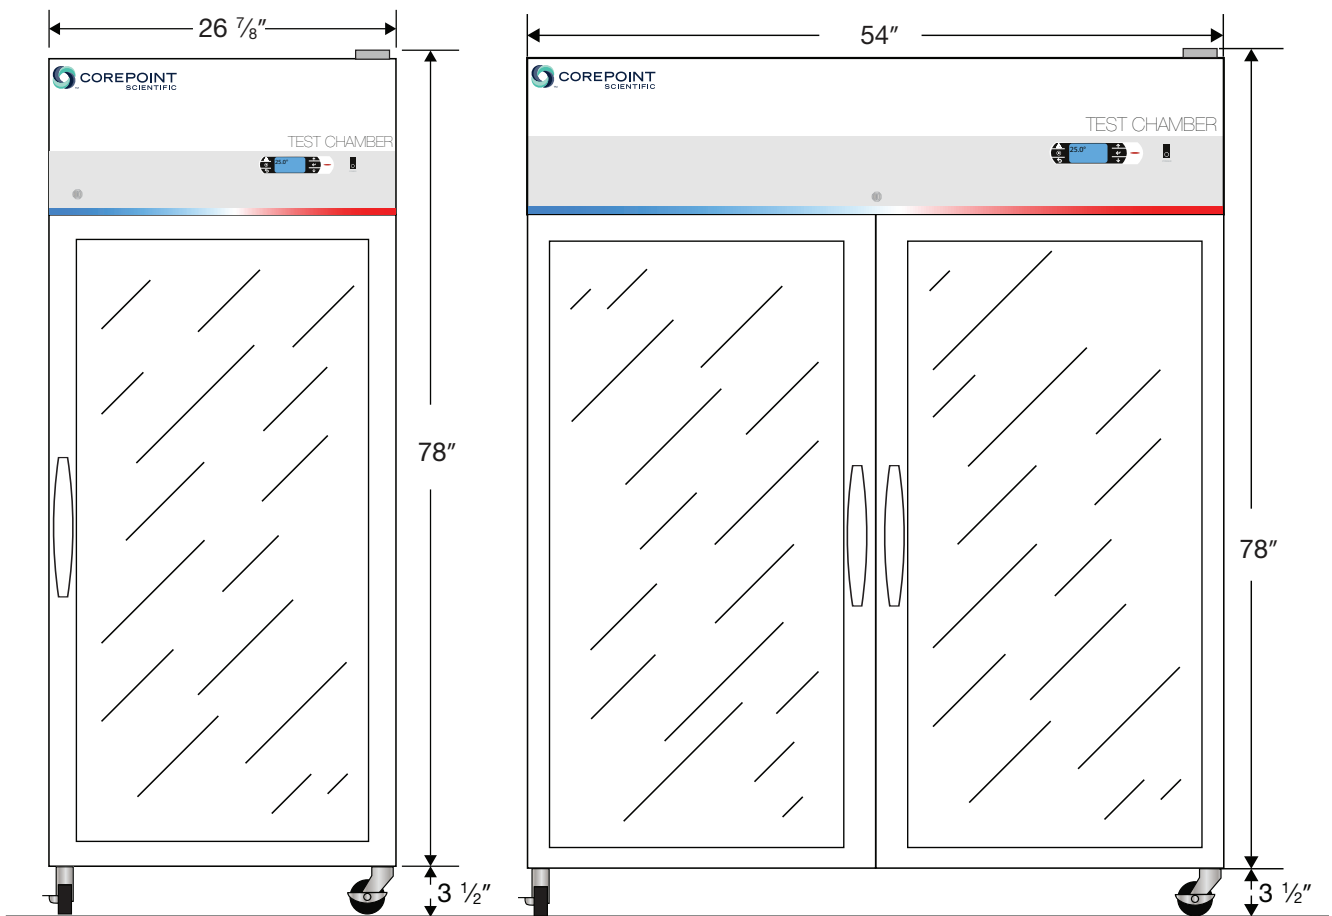 26 ⅞″
COREPOINT
SCIENTIFIC
TEST CHAMBER
25.0°
78″
3 ½″
54″
COREPOINT
SCIENTIFIC
TEST CHAMBER
25.0°
78″
3 ½″